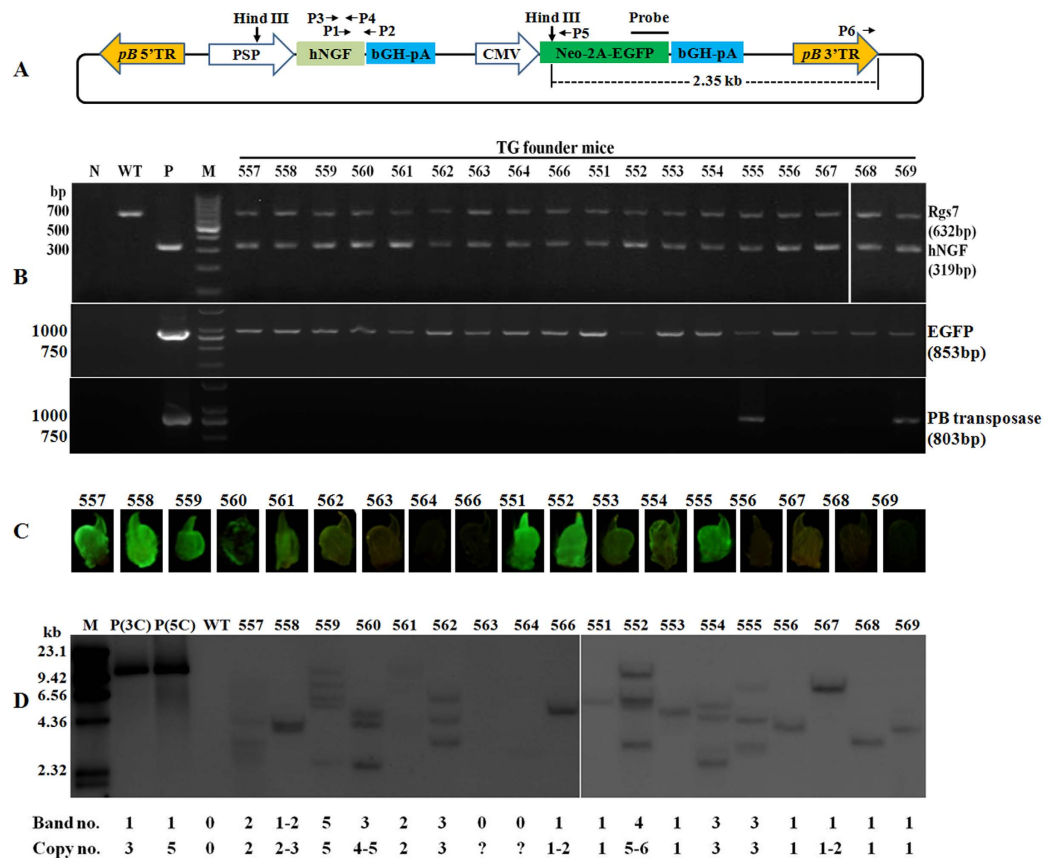 A
Hind III
P3
P4
P1
P2
Hind III
P5
Probe
P6
pB 5'TR
PSP
hNGF
bGH-pA
CMV
Neo-2A-EGFP
bGH-pA
pB 3'TR
2.35 kb
B
TG founder mice
N WT P M 557 558 559 560 561 562 563 564 566 551 552 553 554 555 556 567 568 569
bp
700
500
300
Rgs7
(632bp)
hNGF
(319bp)
1000
750
EGFP
(853bp)
1000
750
PB transposase
(803bp)
C
557 558 559 560 561 562 563 564 566 551 552 553 554 555 556 567 568 569
D
kb
M P(3C) P(5C) WT 557 558 559 560 561 562 563 564 566 551 552 553 554 555 556 567 568 569
23.1
9.42
6.56
4.36
2.32
Band no. 1 1 0 2 1-2 5 3 2 3 0 0 1 1 4 1 3 3 1 1 1 1
Copy no. 3 5 0 2 2-3 5 4-5 2 3 ? ? 1-2 1 5-6 1 3 3 1 1-2 1 1